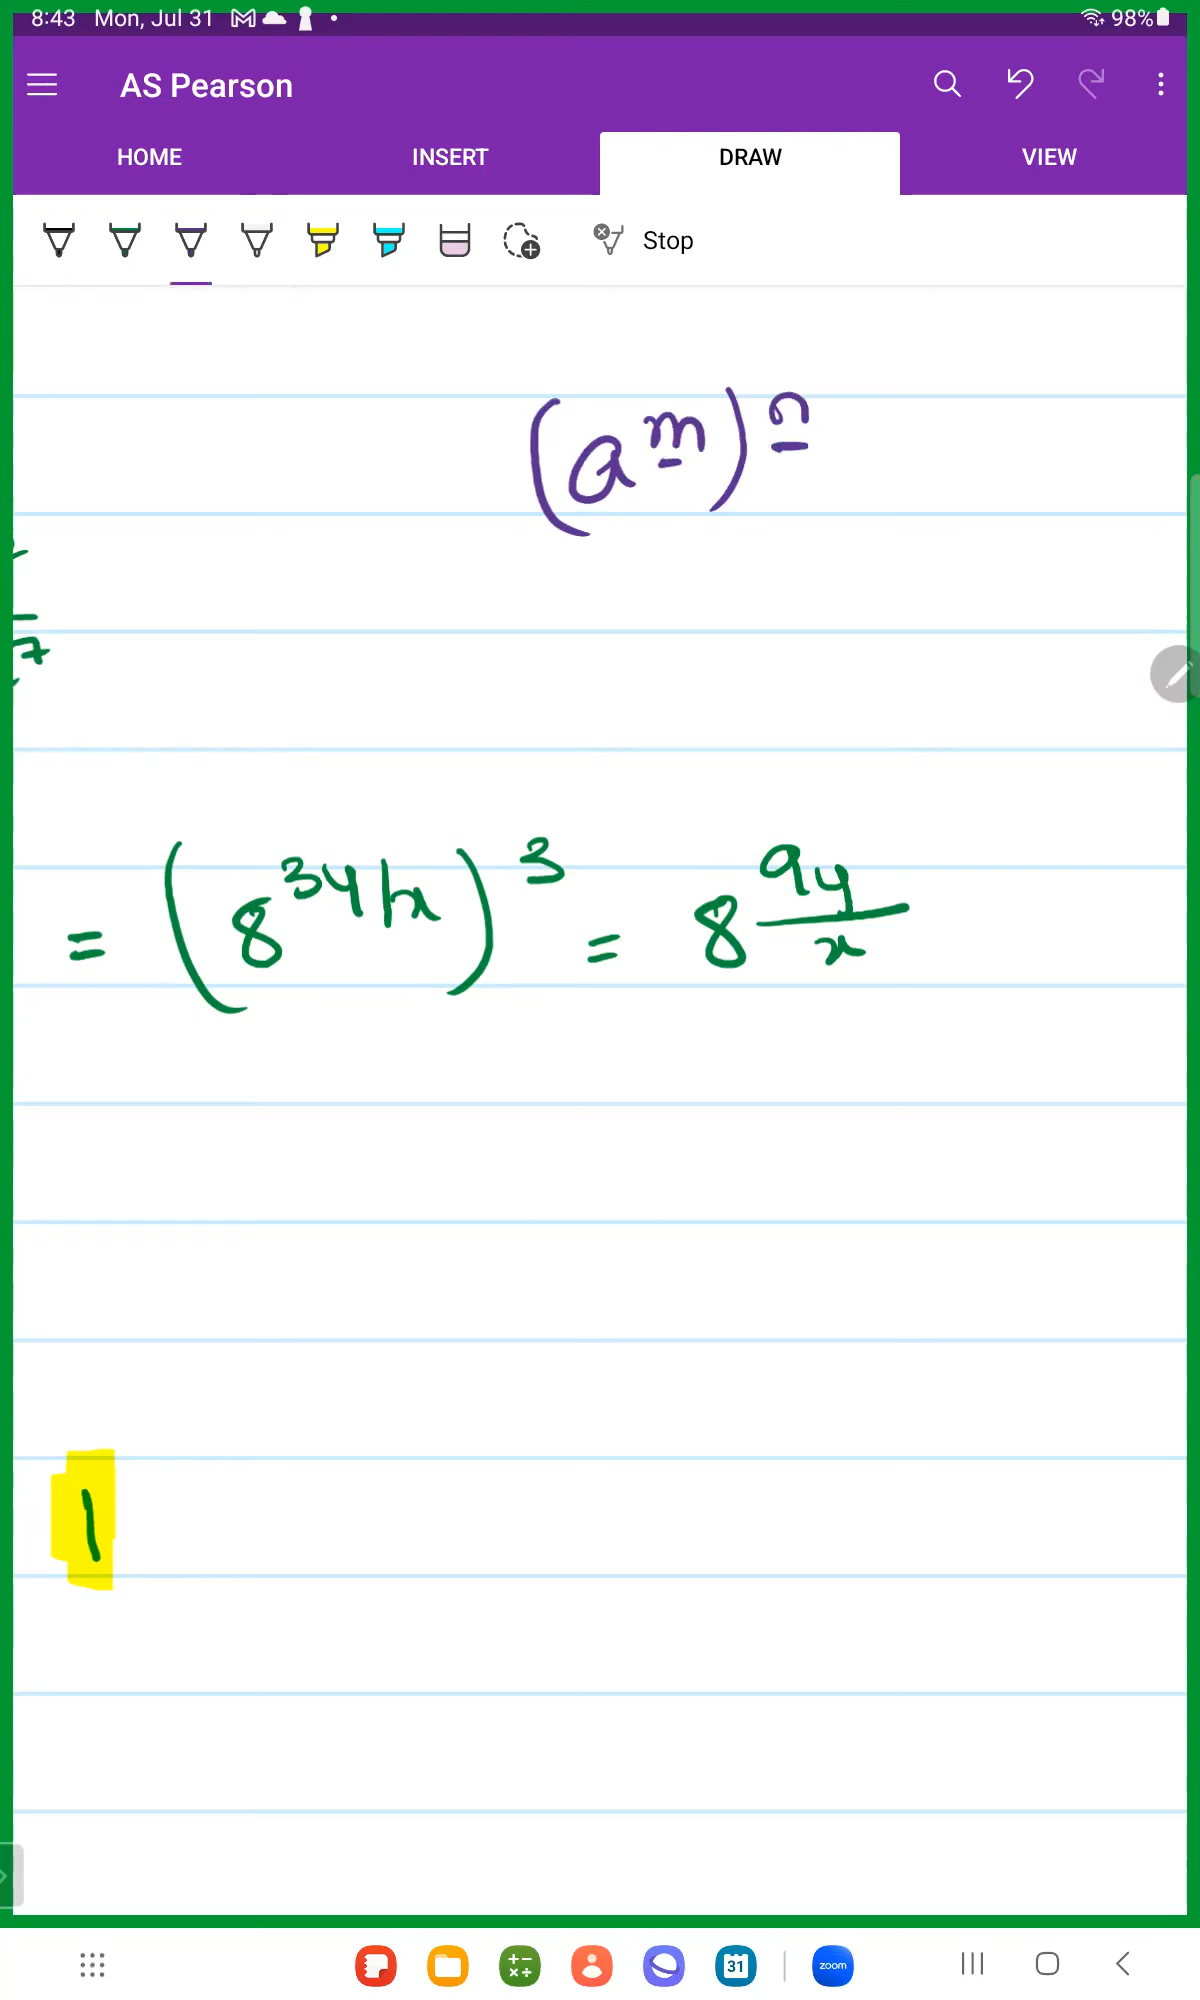 8:43 Mon, Jul 31 98%
AS Pearson
HOME INSERT DRAW VIEW
Stop
(a^m)^n
7
= (8^{3y/x})^3 = 8^{9y/x}
1
31 zoom